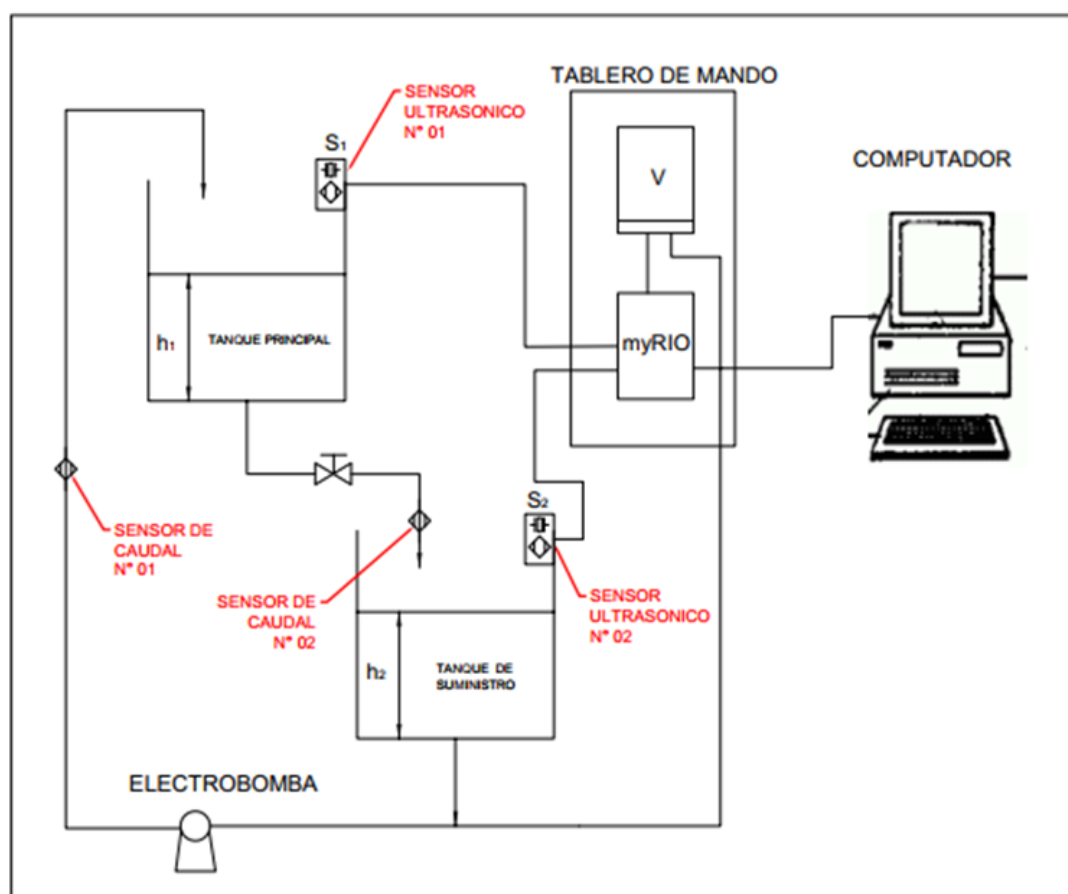 TABLERO DE MANDO
SENSOR
ULTRASONICO
N° 01
S1
V
COMPUTADOR
h1
TANQUE PRINCIPAL
myRIO
SENSOR DE
CAUDAL
N° 01
S2
SENSOR DE
CAUDAL
N° 02
SENSOR
ULTRASONICO
N° 02
h2
TANQUE DE
SUMINISTRO
ELECTROBOMBA